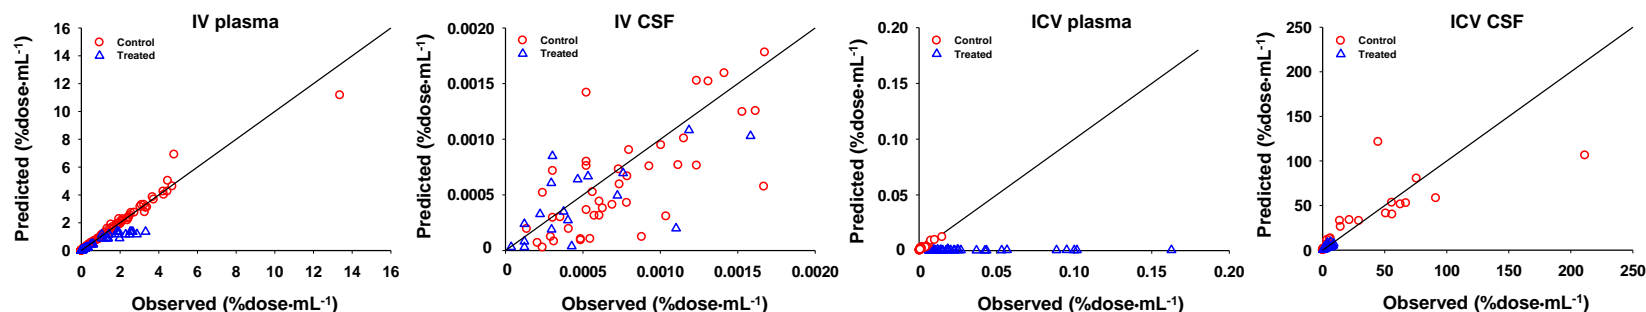 IV plasma
Predicted (%dose·mL⁻¹)
16
14
12
10
8
6
4
2
0
Control
Treated
0 2 4 6 8 10 12 14 16
Observed (%dose·mL⁻¹)
IV CSF
Predicted (%dose·mL⁻¹)
0.0020
0.0015
0.0010
0.0005
0
Control
Treated
0 0.0005 0.0010 0.0015 0.0020
Observed (%dose·mL⁻¹)
ICV plasma
Predicted (%dose·mL⁻¹)
0.20
0.15
0.10
0.05
0
Control
Treated
0 0.05 0.10 0.15 0.20
Observed (%dose·mL⁻¹)
ICV CSF
Predicted (%dose·mL⁻¹)
250
200
150
100
50
0
Control
Treated
0 50 100 150 200 250
Observed (%dose·mL⁻¹)